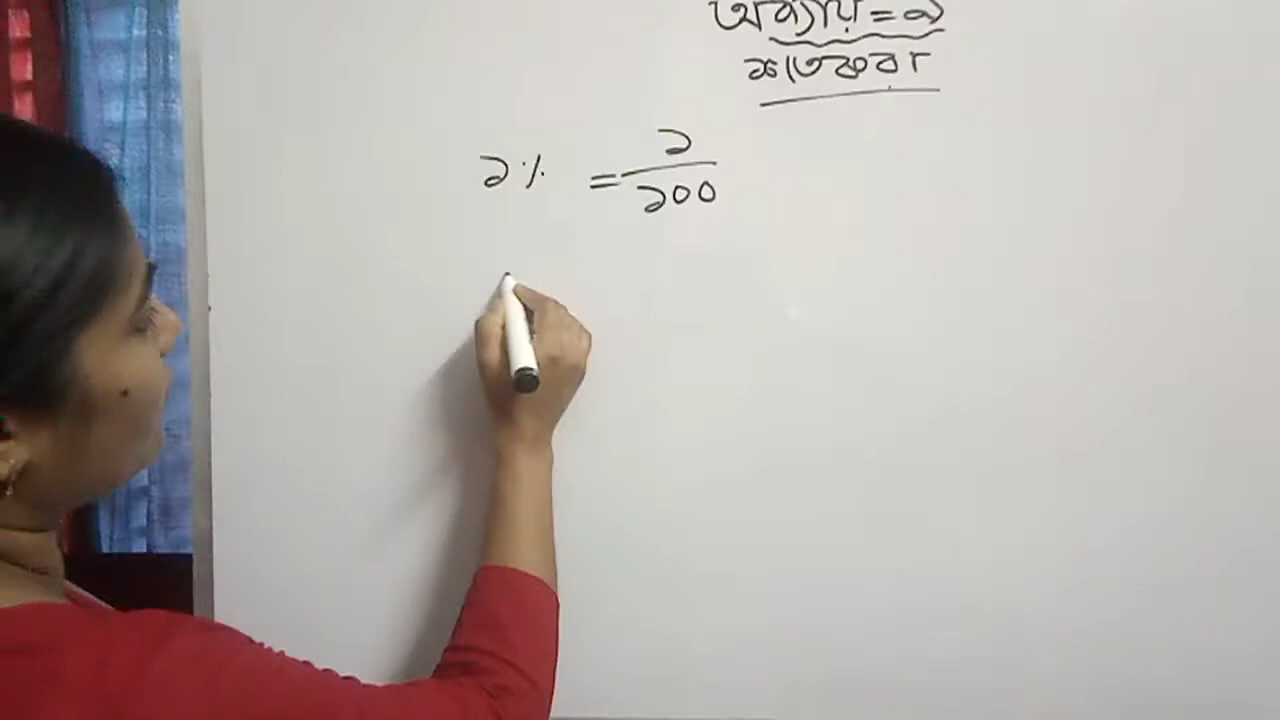 অধ্যায় = ৯
শতকরা
১% = ১/১০০